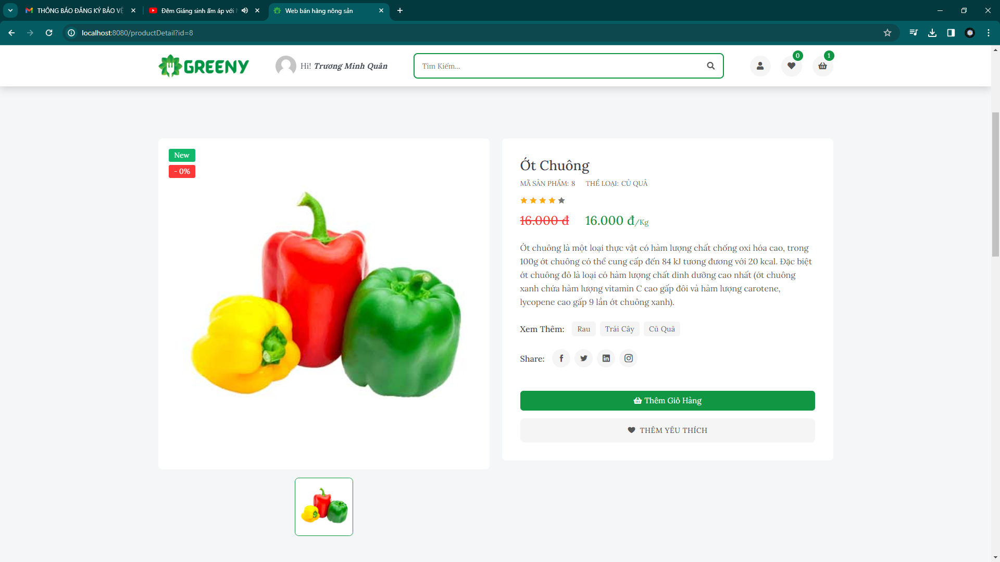 THÔNG BÁO ĐĂNG KÝ BẢO VỆ
Đêm Giáng sinh ấm áp với
Web bán hàng nông sản
localhost:8080/productDetail?id=8
GREENY
Hi! Trương Minh Quân
Tìm Kiếm...
0
1
New
- 0%
Ớt Chuông
MÃ SẢN PHẨM: 8 THỂ LOẠI: CỦ QUẢ
16.000 đ 16.000 đ/Kg
Ớt chuông là một loại thực vật có hàm lượng chất chống oxi hóa cao, trong
100g ớt chuông có thể cung cấp đến 84 kJ tương đương với 20 kcal. Đặc biệt
ớt chuông đỏ là loại có hàm lượng chất dinh dưỡng cao nhất (ớt chuông
xanh chứa hàm lượng vitamin C cao gấp đôi và hàm lượng carotene,
lycopene cao gấp 9 lần ớt chuông xanh).
Xem Thêm: Rau Trái Cây Củ Quả
Share:
Thêm Giỏ Hàng
THÊM YÊU THÍCH